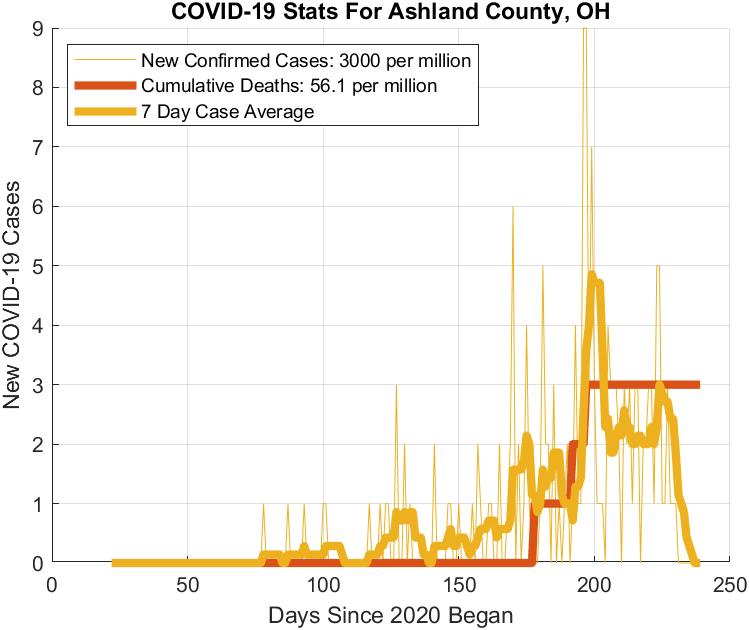 COVID-19 Stats For Ashland County, OH
New Confirmed Cases: 3000 per million
Cumulative Deaths: 56.1 per million
7 Day Case Average
New COVID-19 Cases
9
8
7
6
5
4
3
2
1
0
0 50 100 150 200 250
Days Since 2020 Began